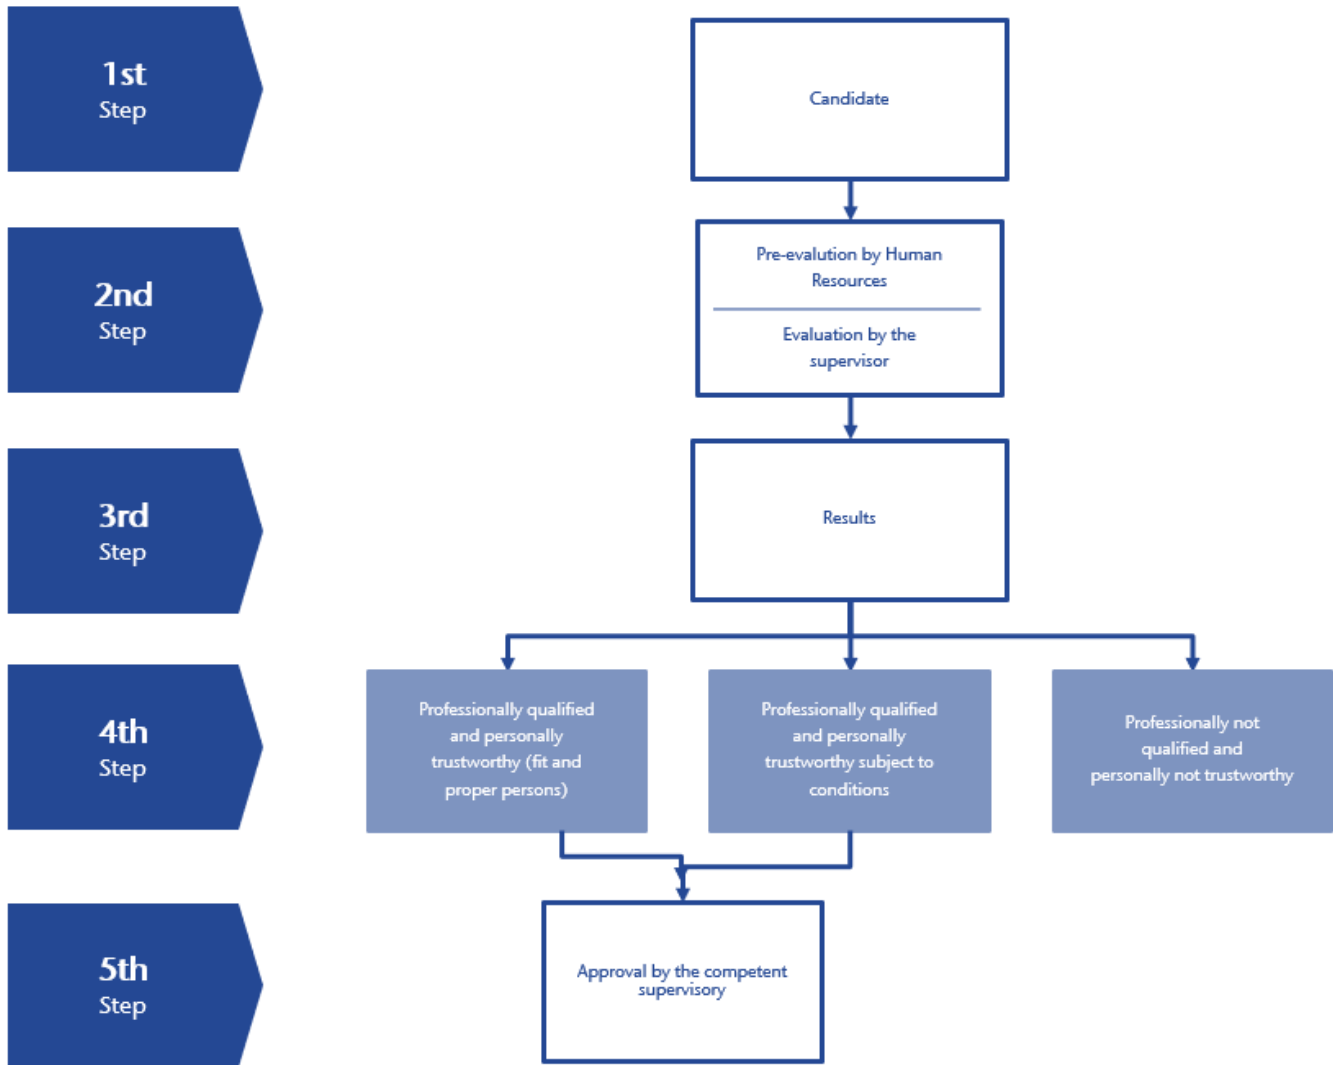 1st
Step
Candidate
2nd
Step
Pre-evalution by Human
Resources
Evaluation by the
supervisor
3rd
Step
Results
4th
Step
Professionally qualified
and personally
trustworthy (fit and
proper persons)
Professionally qualified
and personally
trustworthy subject to
conditions
Professionally not
qualified and
personally not trustworthy
5th
Step
Approval by the competent
supervisory